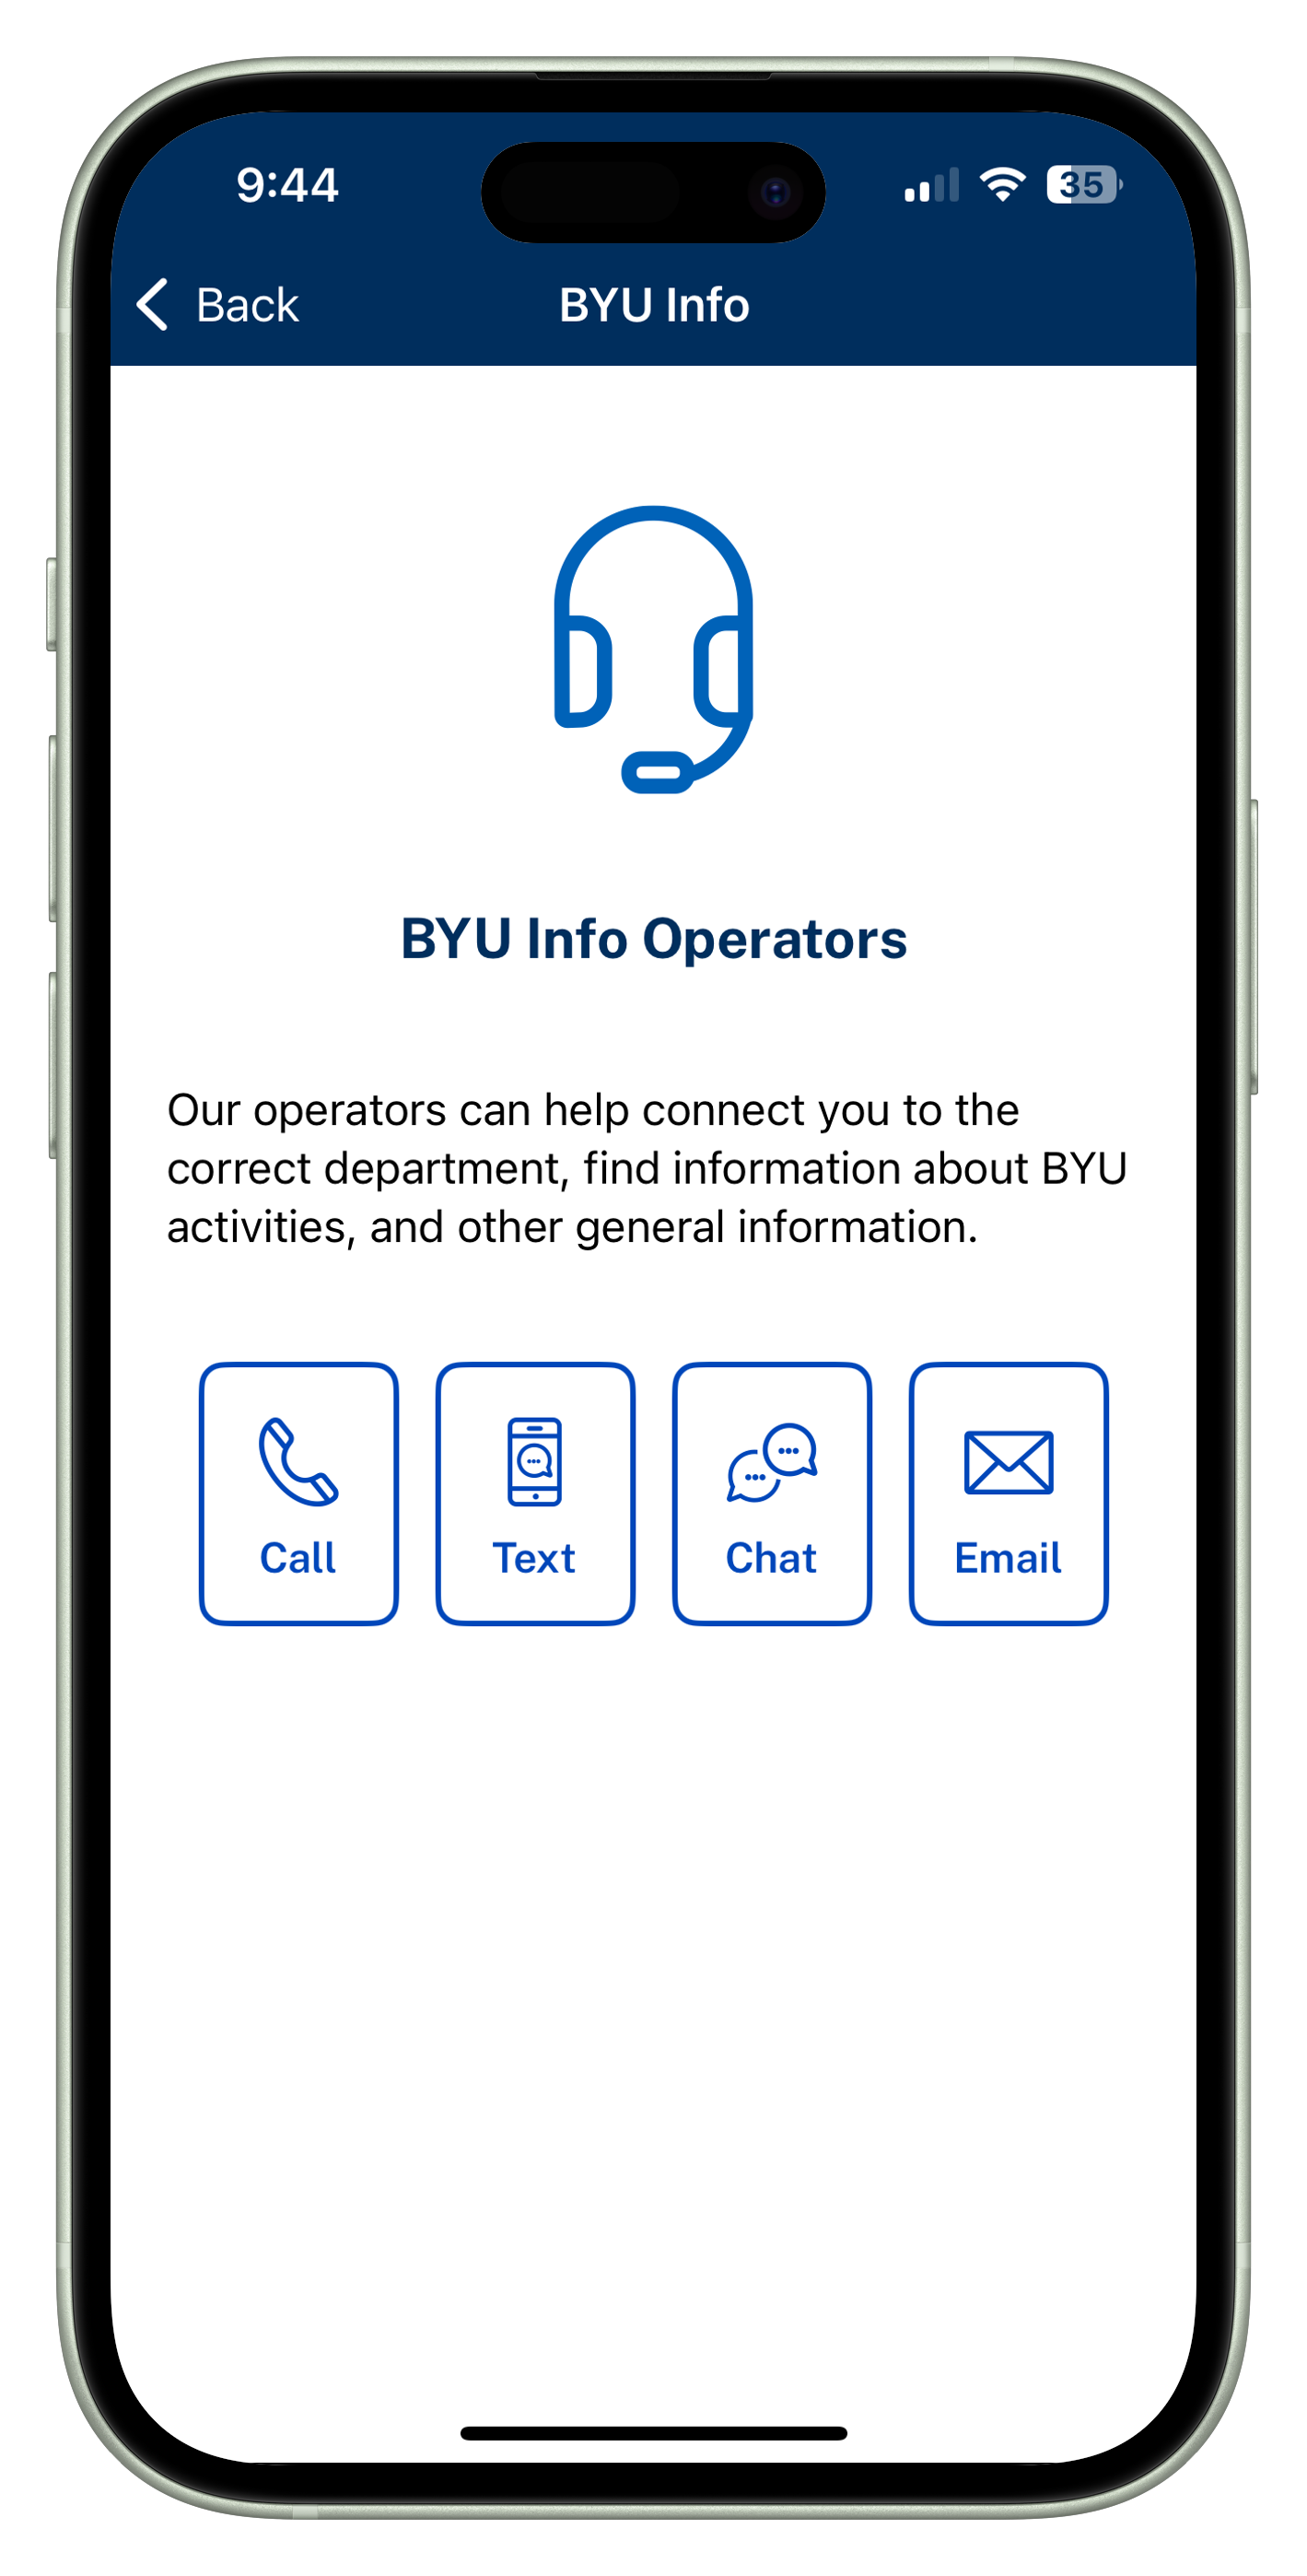 9:44
35
Back
BYU Info
BYU Info Operators
Our operators can help connect you to the
correct department, find information about BYU
activities, and other general information.
Call
Text
Chat
Email